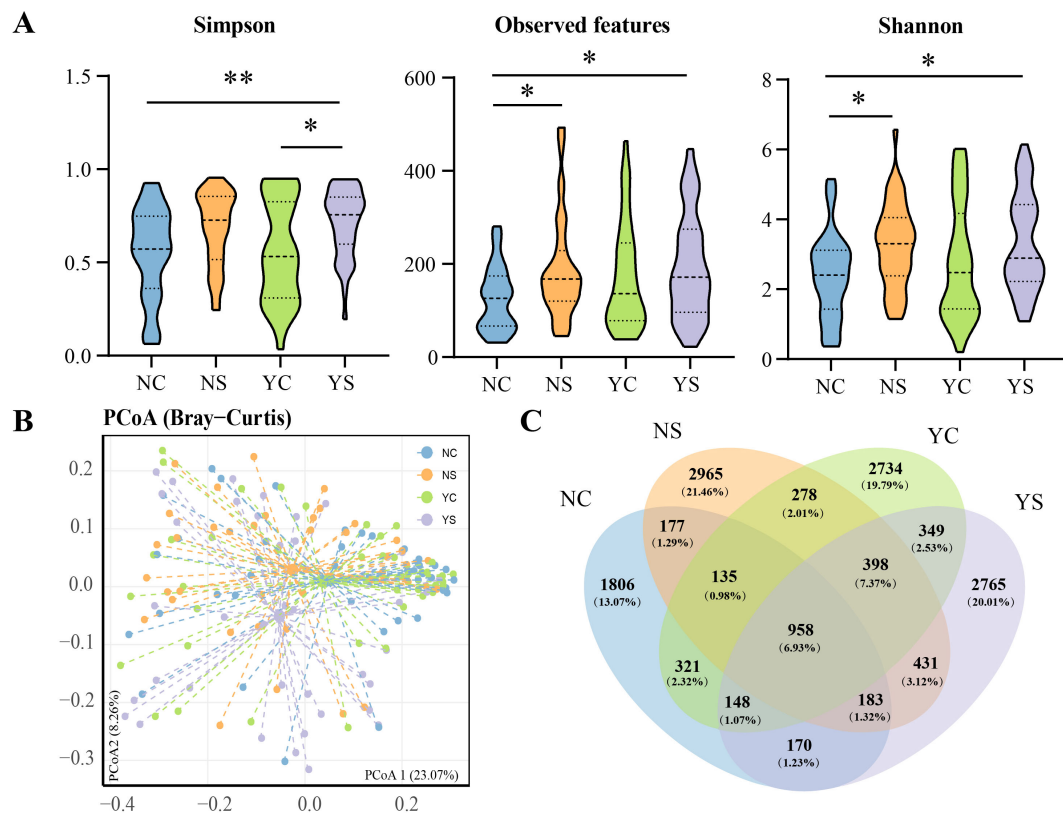 A
Simpson
Observed features
Shannon
1.5
1.0
0.5
0.0
**
*
NC
NS
YC
YS
600
400
200
0
*
*
NC
NS
YC
YS
8
6
4
2
0
*
*
NC
NS
YC
YS
B
PCoA (Bray−Curtis)
0.2
0.1
0.0
−0.1
−0.2
−0.3
NC
NS
YC
YS
PCoA2 (8.26%)
PCoA 1 (23.07%)
−0.4
−0.2
0.0
0.2
C
NS
YC
NC
YS
2965
(21.46%)
2734
(19.79%)
278
(2.01%)
177
(1.29%)
349
(2.53%)
398
(7.37%)
135
(0.98%)
1806
(13.07%)
2765
(20.01%)
958
(6.93%)
321
(2.32%)
431
(3.12%)
148
(1.07%)
183
(1.32%)
170
(1.23%)